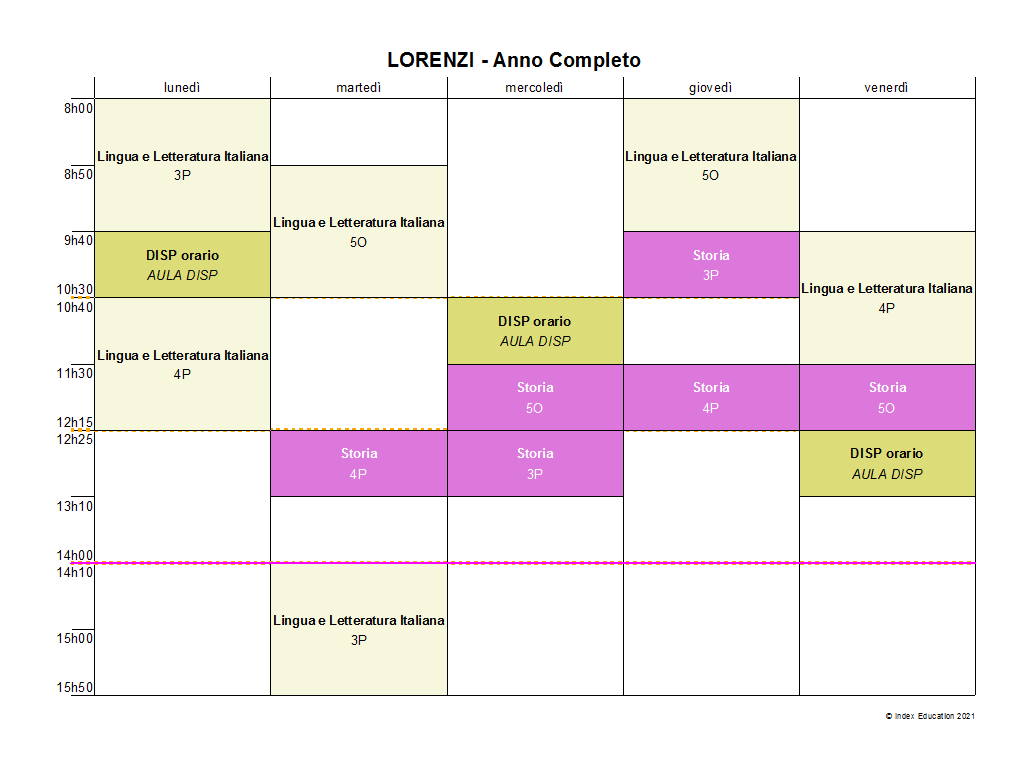 LORENZI - Anno Completo
lunedì martedì mercoledì giovedì venerdì
8h00
Lingua e Letteratura Italiana
3P
Lingua e Letteratura Italiana
5O
8h50
Lingua e Letteratura Italiana
5O
9h40
DISP orario
AULA DISP
Storia
3P
Lingua e Letteratura Italiana
4P
10h30
10h40
Lingua e Letteratura Italiana
4P
DISP orario
AULA DISP
11h30
Storia
5O
Storia
4P
Storia
5O
12h15
12h25
Storia
4P
Storia
3P
DISP orario
AULA DISP
13h10
14h00
14h10
Lingua e Letteratura Italiana
3P
15h00
15h50
© Index Education 2021